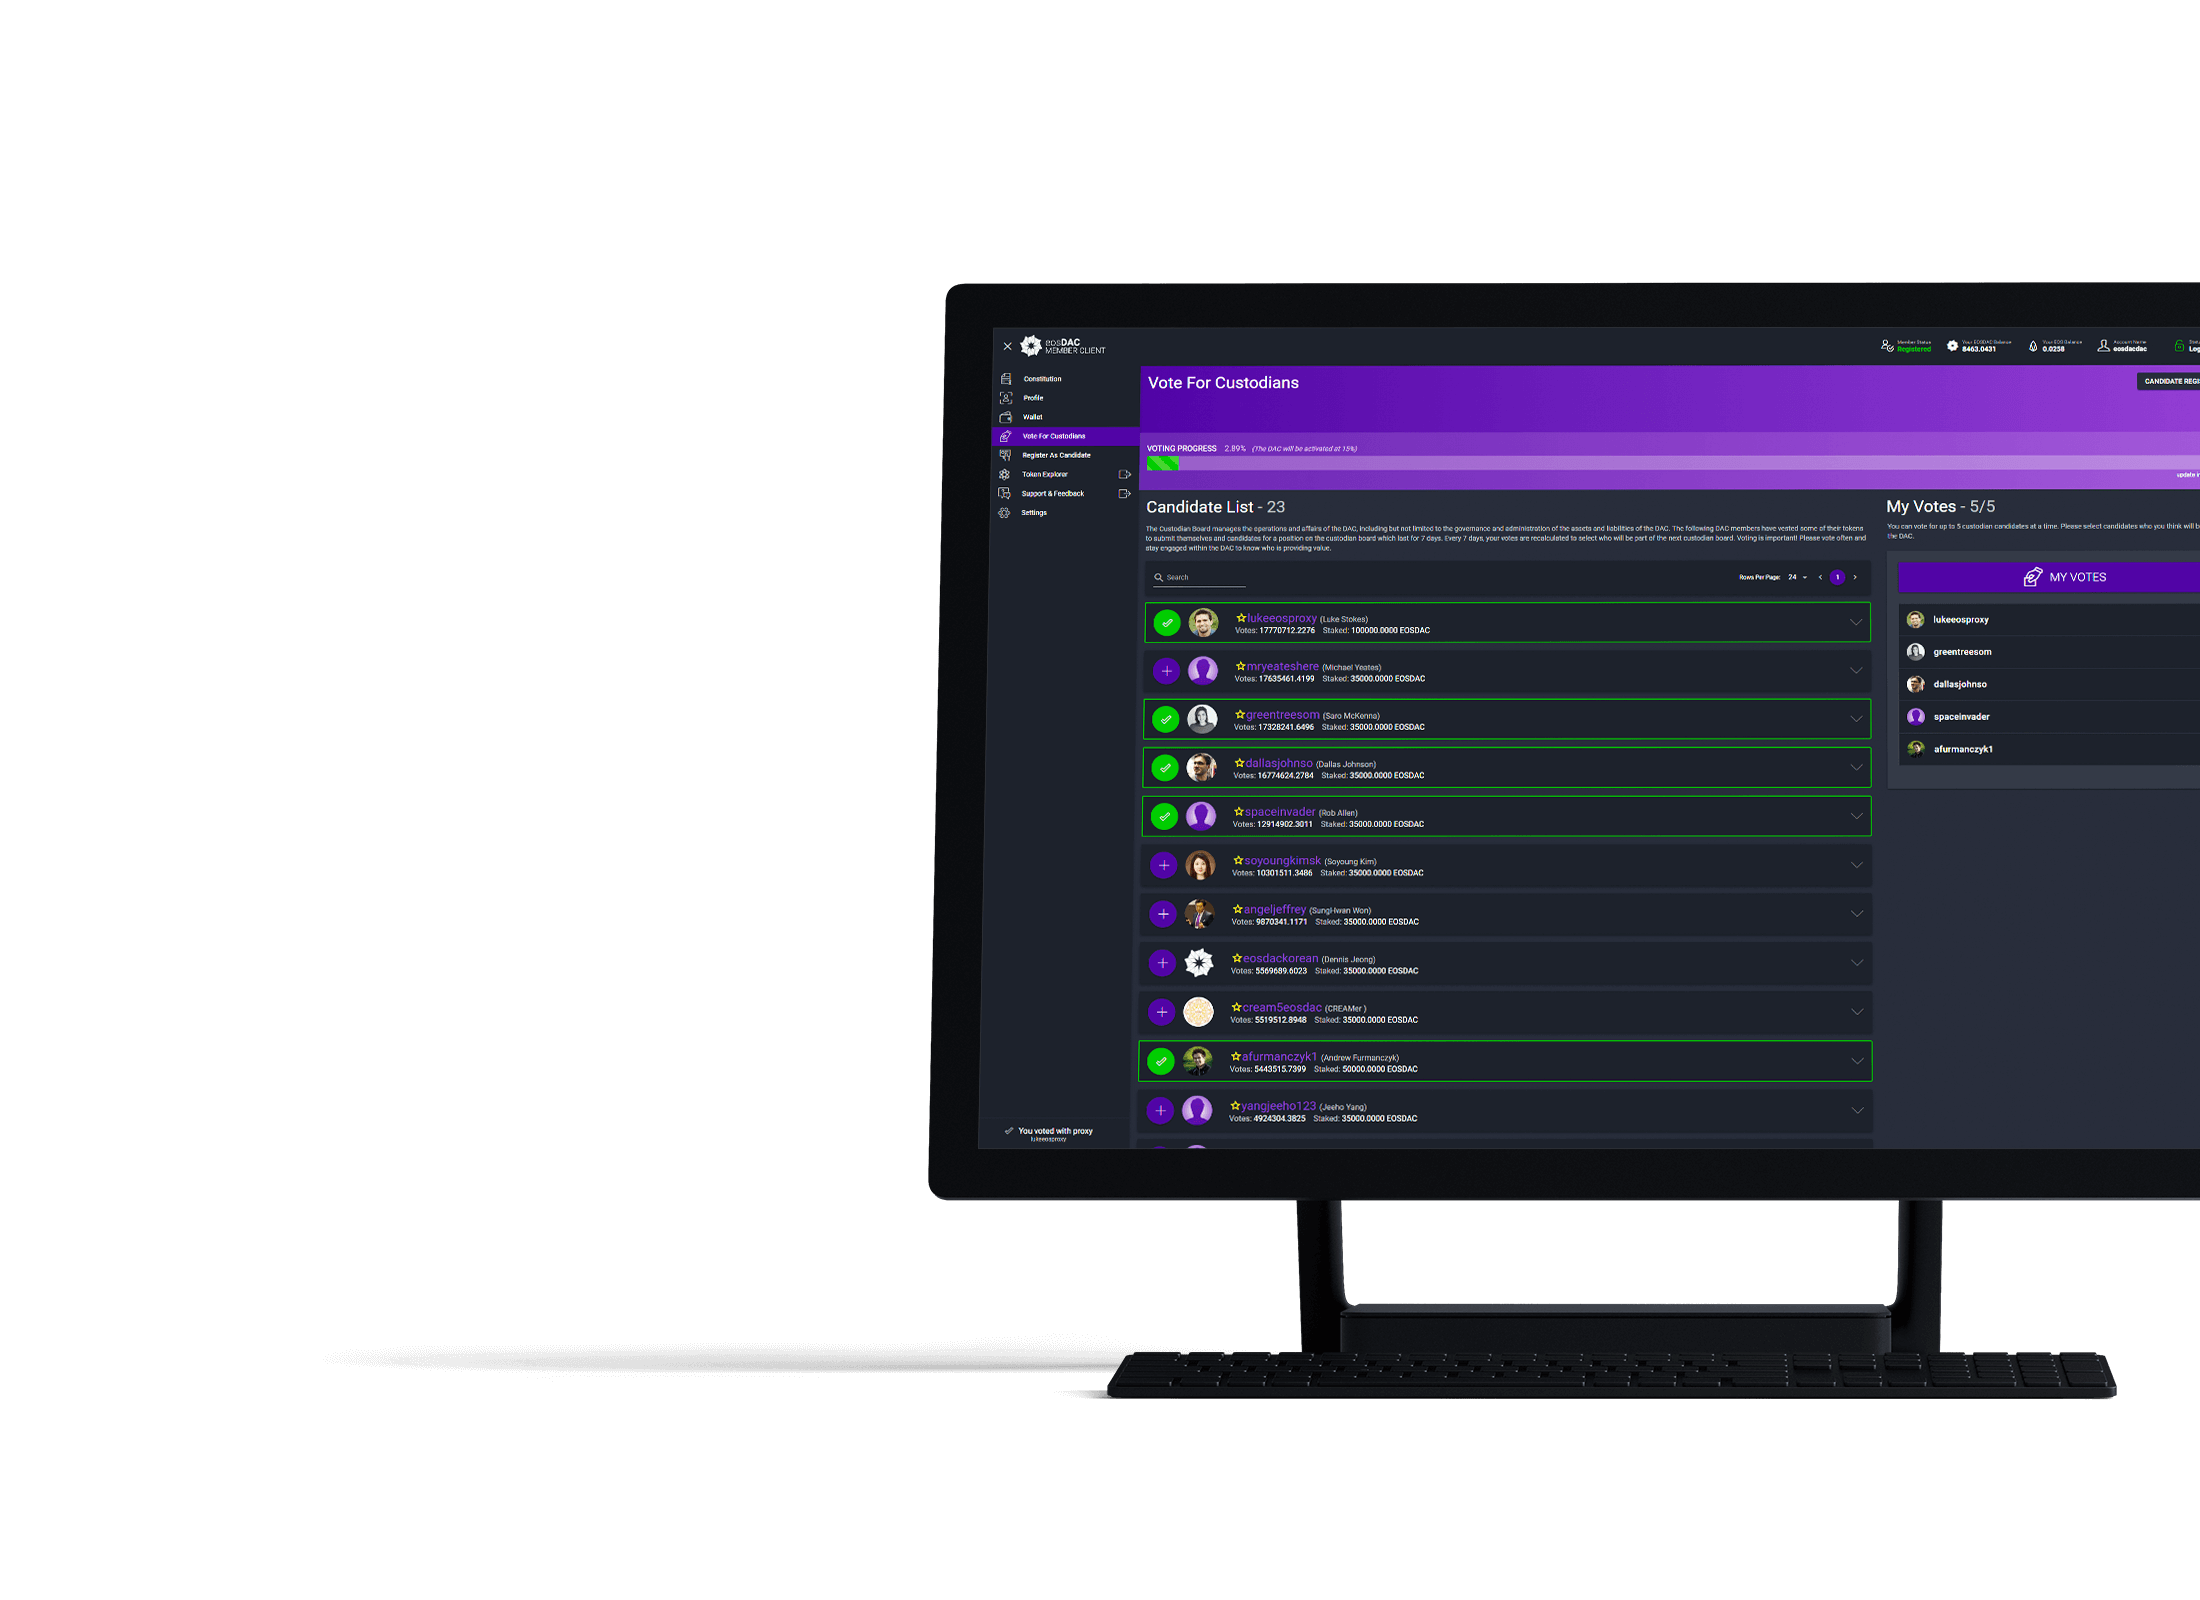 eosDAC
MEMBER CLIENT
Member Status
Registered
Your EOSDAC Balance
8463.0431
Your EOS Balance
0.0258
Account Name
eosdacdac
Constitution
Profile
Wallet
Vote For Custodians
Register As Candidate
Token Explorer
Support & Feedback
Settings
You voted with proxy
lukeeosproxy
Vote For Custodians
CANDIDATE REGI
VOTING PROGRESS 2.89% (The DAC will be activated at 15%)
update in
Candidate List - 23
The Custodian Board manages the operations and affairs of the DAC, including but not limited to the governance and administration of the assets and liabilities of the DAC. The following DAC members have vested some of their tokens
to submit themselves and candidates for a position on the custodian board which last for 7 days. Every 7 days, your votes are recalculated to select who will be part of the next custodian board. Voting is important! Please vote often and
stay engaged within the DAC to know who is providing value.
Search
Rows Per Page: 24 1
lukeeosproxy (Luke Stokes)
Votes: 17770712.2276 Staked: 100000.0000 EOSDAC
mryeateshere (Michael Yeates)
Votes: 17635461.4199 Staked: 35000.0000 EOSDAC
greentreesom (Saro McKenna)
Votes: 17328241.6496 Staked: 35000.0000 EOSDAC
dallasjohnso (Dallas Johnson)
Votes: 16774624.2784 Staked: 35000.0000 EOSDAC
spaceinvader (Rob Allen)
Votes: 12914902.3011 Staked: 35000.0000 EOSDAC
soyoungkimsk (Soyoung Kim)
Votes: 10301511.3486 Staked: 35000.0000 EOSDAC
angeljeffrey (SungHwan Won)
Votes: 9870341.1171 Staked: 35000.0000 EOSDAC
eosdackorean (Dennis Jeong)
Votes: 5569689.6023 Staked: 35000.0000 EOSDAC
cream5eosdac (CREAMer )
Votes: 5519512.8948 Staked: 35000.0000 EOSDAC
afurmanczyk1 (Andrew Furmanczyk)
Votes: 5443515.7399 Staked: 50000.0000 EOSDAC
yangjeeho123 (Jeeho Yang)
Votes: 4924304.3825 Staked: 35000.0000 EOSDAC
My Votes - 5/5
You can vote for up to 5 custodian candidates at a time. Please select candidates who you think will b
the DAC.
MY VOTES
lukeeosproxy
greentreesom
dallasjohnso
spaceinvader
afurmanczyk1